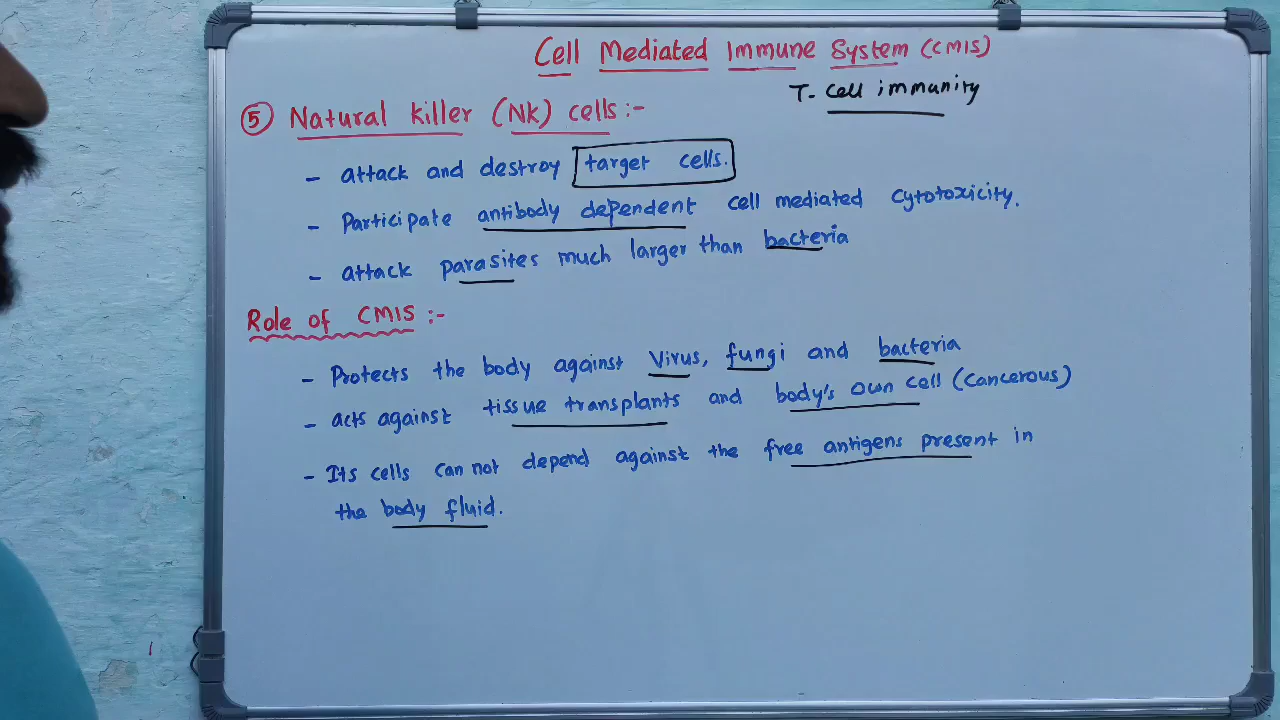 Cell Mediated Immune System (CMIS)
T- cell immunity
⑤ Natural killer (NK) cells :-
- attack and destroy target cells.
- Participate antibody dependent cell mediated cytotoxicity.
- attack parasites much larger than bacteria
Role of CMIS :-
- Protects the body against virus, fungi and bacteria
- acts against tissue transplants and body's own cell (cancerous)
- Its cells can not depend against the free antigens present in
the body fluid.